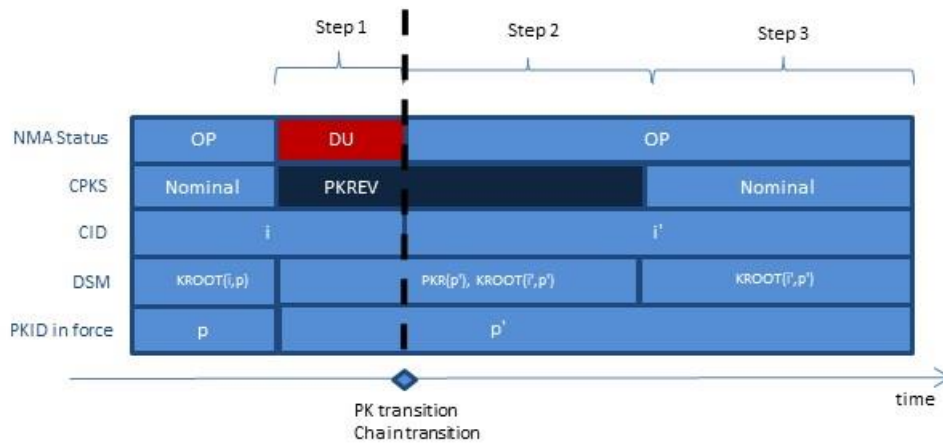 Step 1
Step 2
Step 3
NMA Status
OP
DU
OP
CPKS
Nominal
PKREV
Nominal
CID
i
i'
DSM
KROOT(i,p)
PKR(p'), KROOT(i',p')
KROOT(i',p')
PKID in force
p
p'
time
PK transition
Chain transition